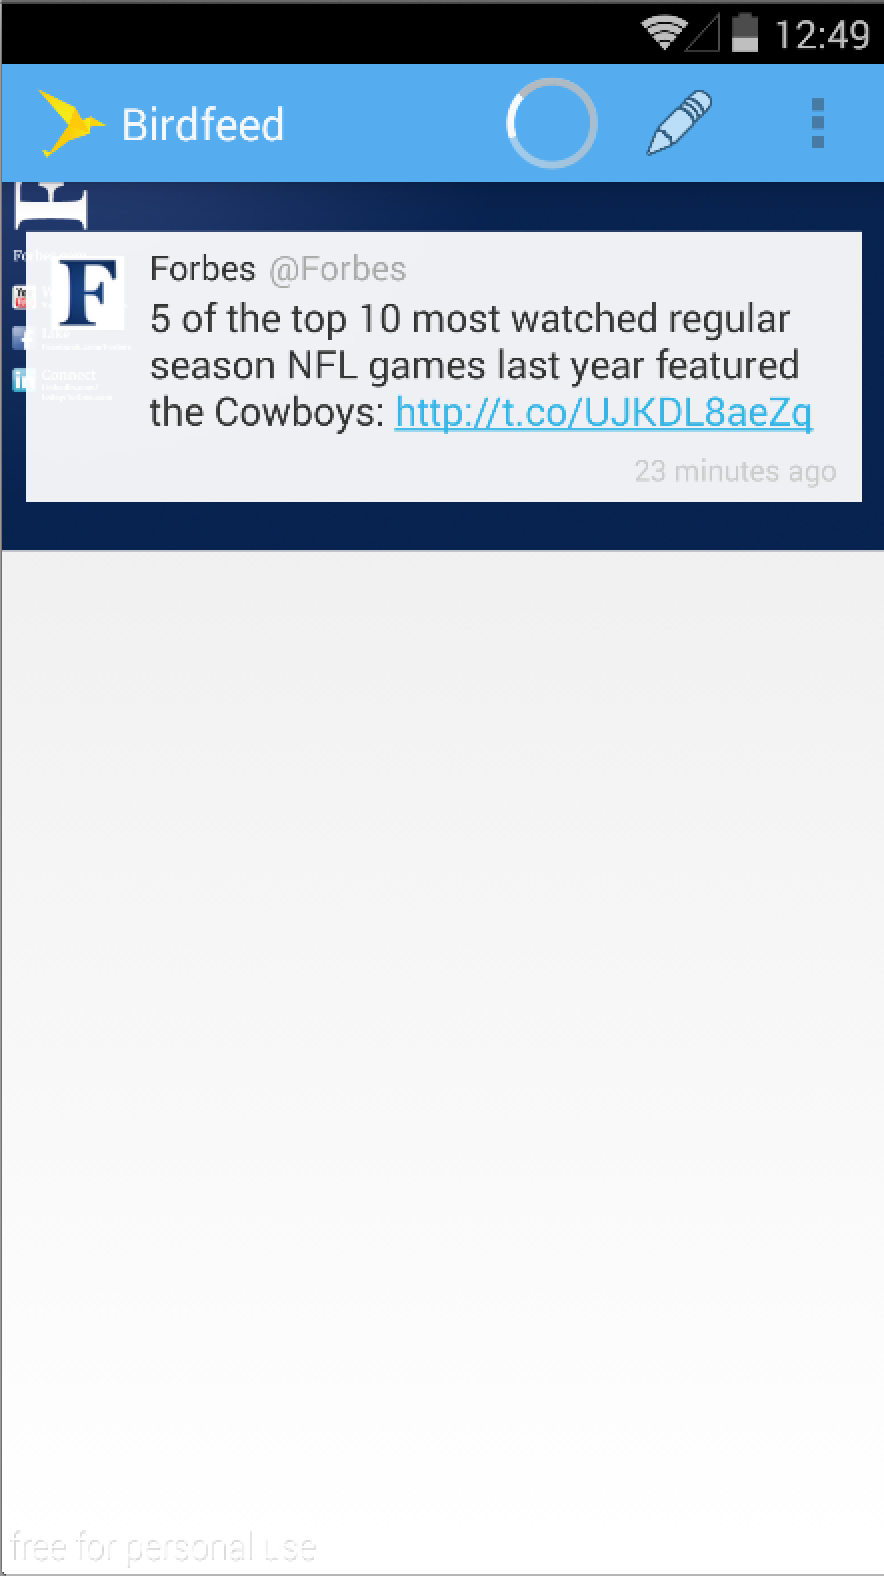 12:49
Birdfeed
F
Forbes @Forbes
5 of the top 10 most watched regular
season NFL games last year featured
the Cowboys: http://t.co/UJKDL8aeZq
Connect
23 minutes ago
free for personal use